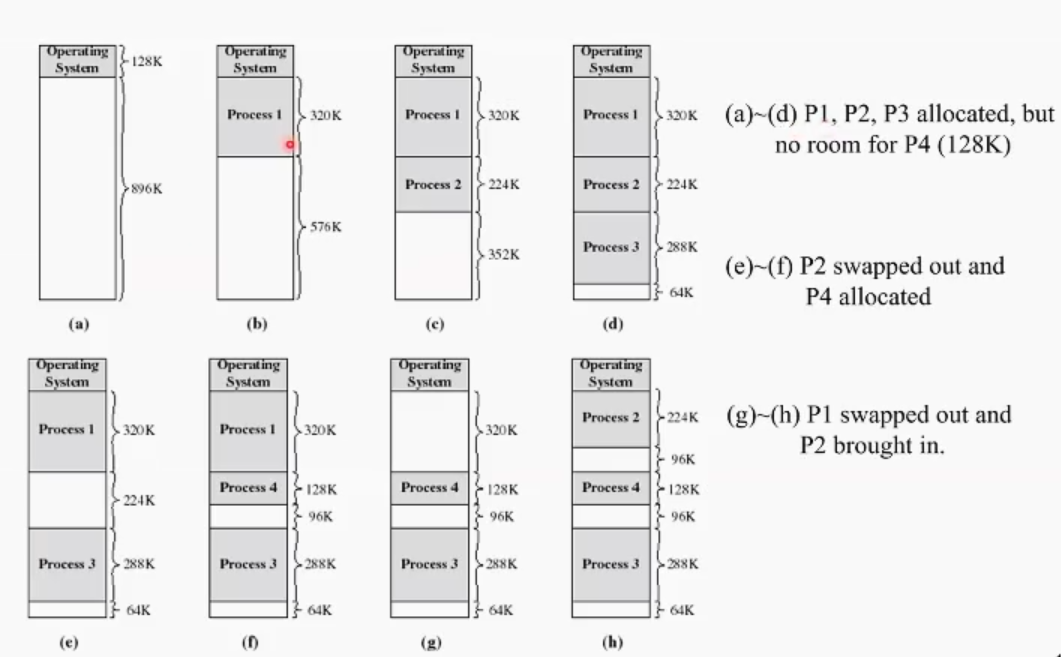 Operating
System
128K
896K
(a)
Operating
System
Process 1
320K
576K
(b)
Operating
System
Process 1
320K
Process 2
224K
352K
(c)
Operating
System
Process 1
320K
Process 2
224K
Process 3
288K
64K
(d)
(a)~(d) P1, P2, P3 allocated, but
no room for P4 (128K)
(e)~(f) P2 swapped out and
P4 allocated
(g)~(h) P1 swapped out and
P2 brought in.
Operating
System
Process 1
320K
224K
Process 3
288K
64K
(e)
Operating
System
Process 1
320K
Process 4
128K
96K
Process 3
288K
64K
(f)
Operating
System
320K
Process 4
128K
96K
Process 3
288K
64K
(g)
Operating
System
Process 2
224K
96K
Process 4
128K
96K
Process 3
288K
64K
(h)